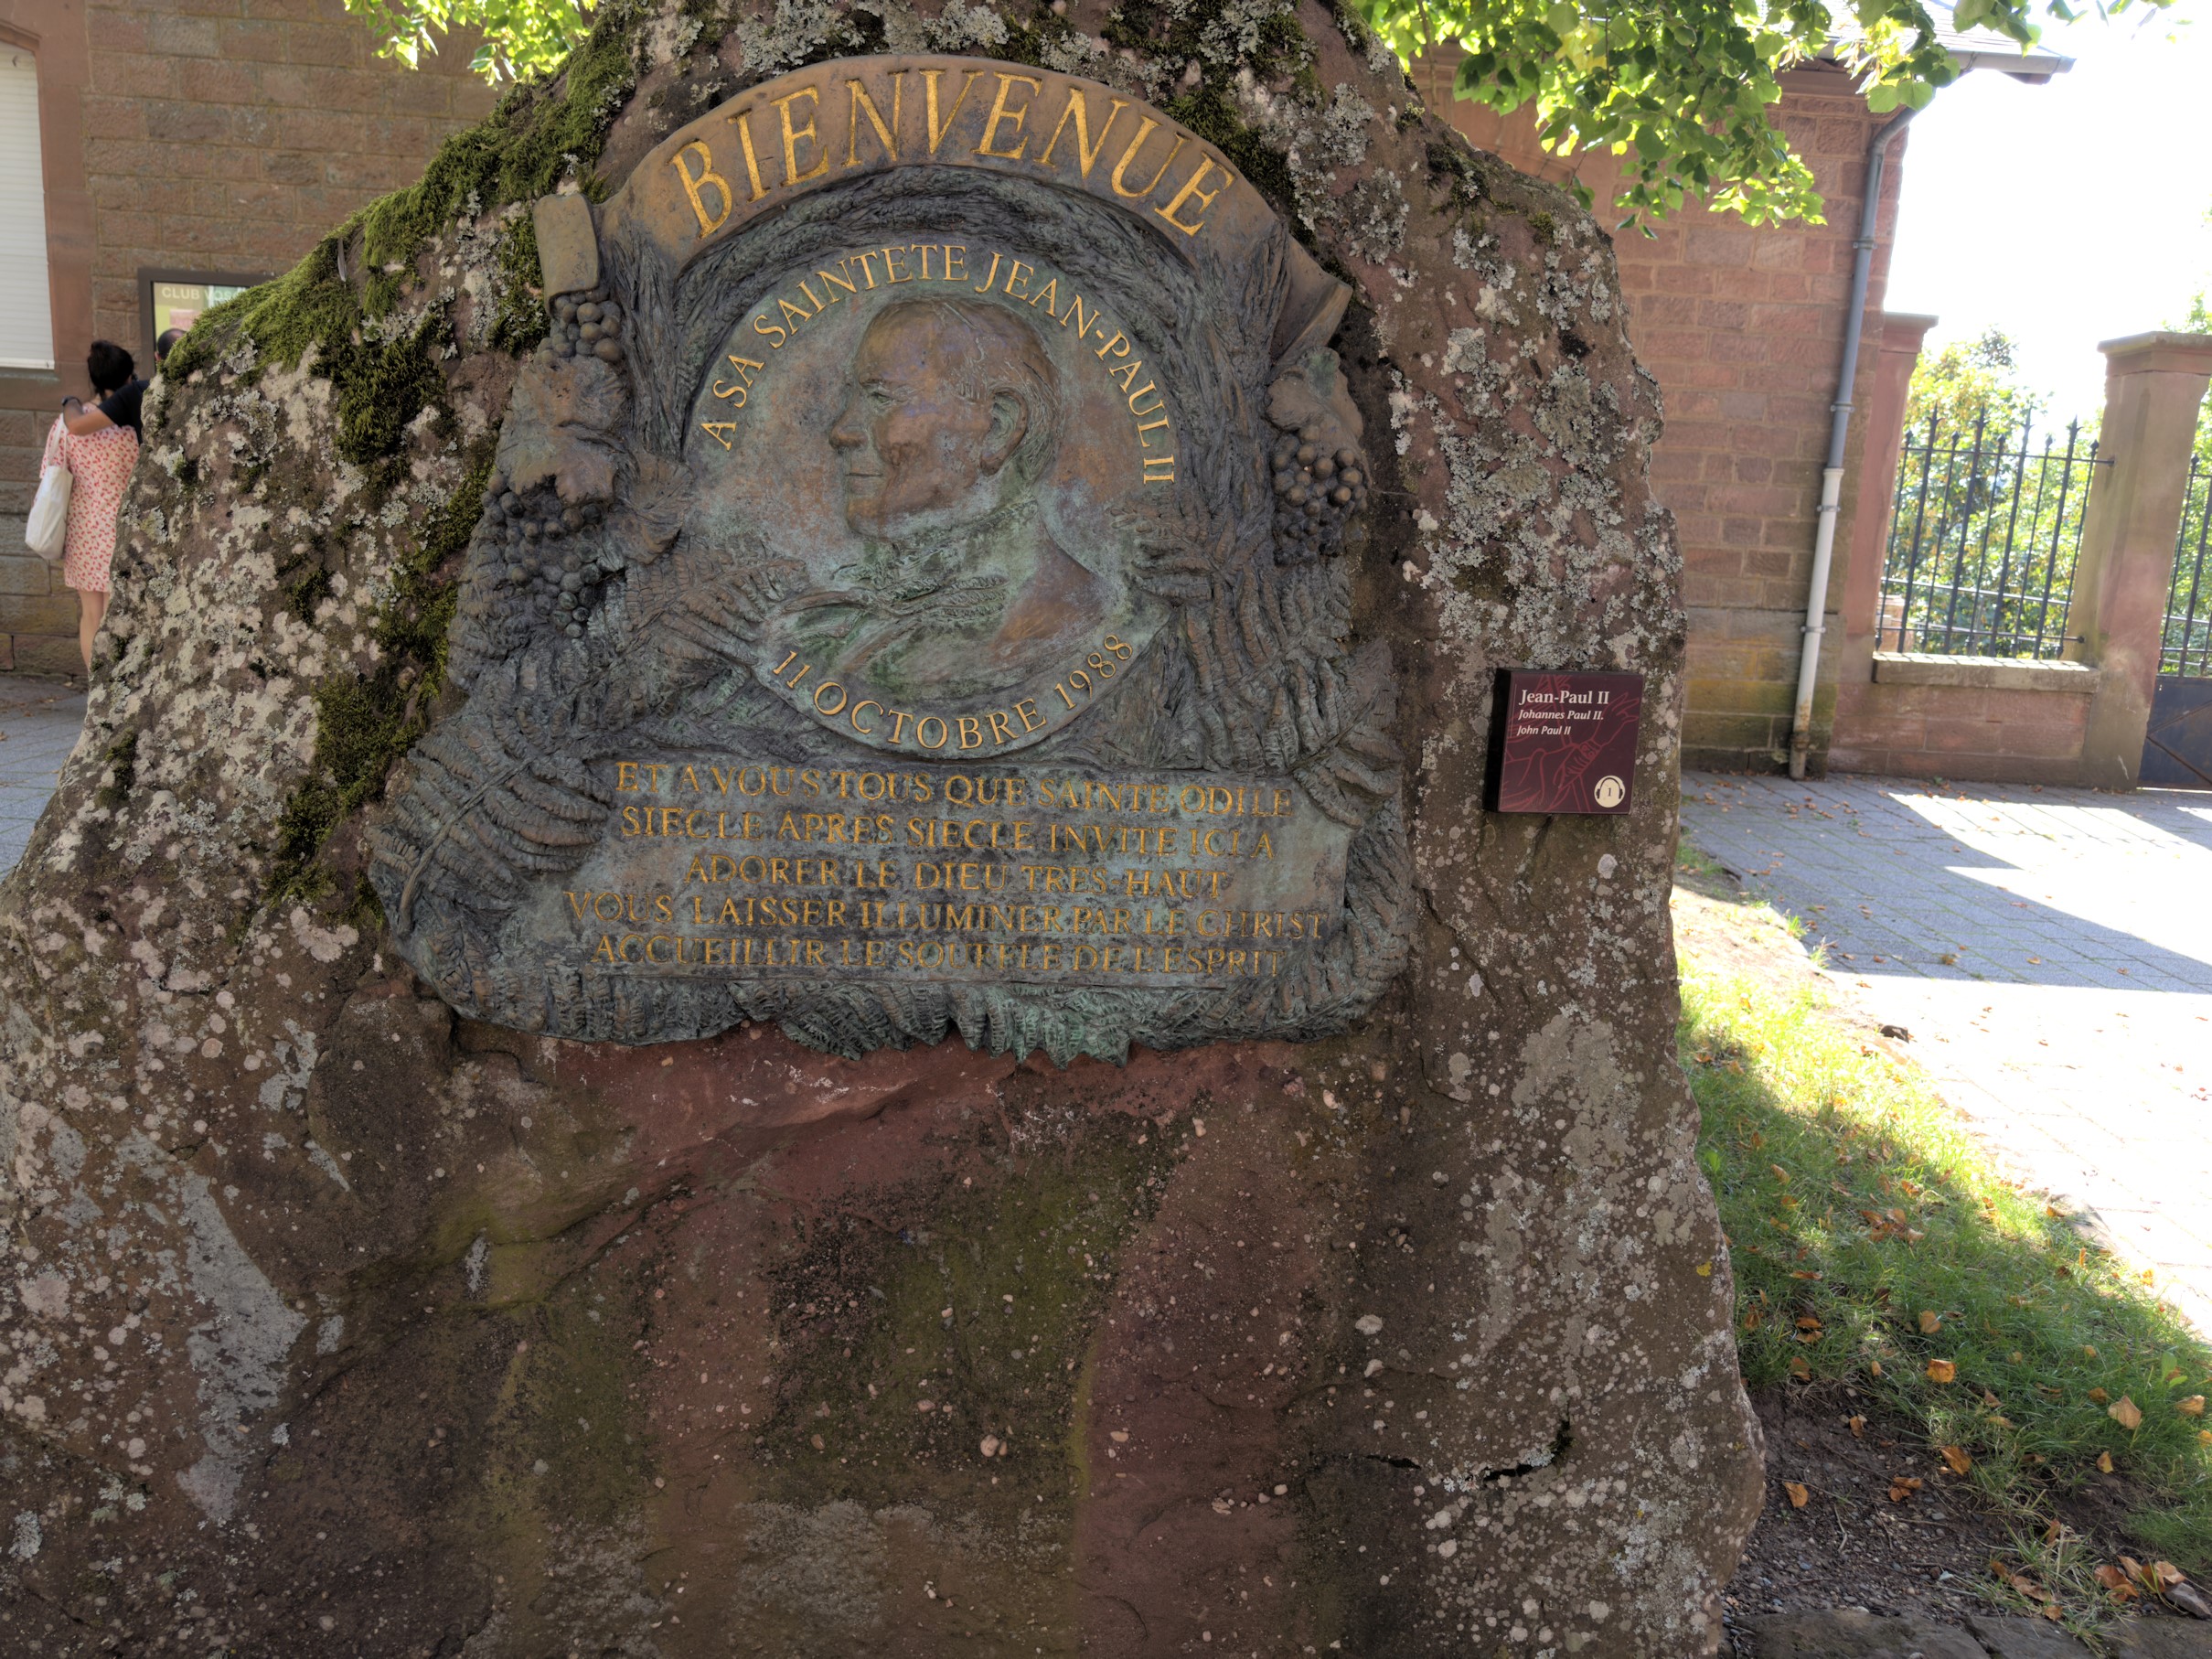 BIENVENUE
A SA SAINTETE JEAN-PAUL II
11 OCTOBRE 1988
ET A VOUS TOUS QUE SAINTE ODILE
SIECLE APRES SIECLE INVITE ICI A
ADORER LE DIEU TRES-HAUT
VOUS LAISSER ILLUMINER PAR LE CHRIST
ACCUEILLIR LE SOUFFLE DE L'ESPRIT
Jean-Paul II
Johannes Paul II.
John Paul II
1
CLUB